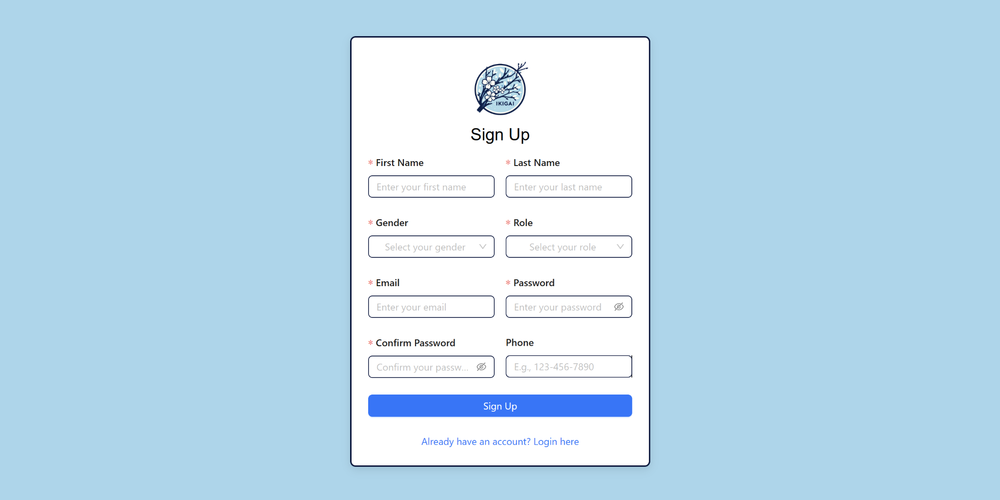 IKIGAI
Sign Up
* First Name
* Last Name
Enter your first name
Enter your last name
* Gender
* Role
Select your gender
Select your role
* Email
* Password
Enter your email
Enter your password
* Confirm Password
Phone
Confirm your passw...
E.g., 123-456-7890
Sign Up
Already have an account? Login here